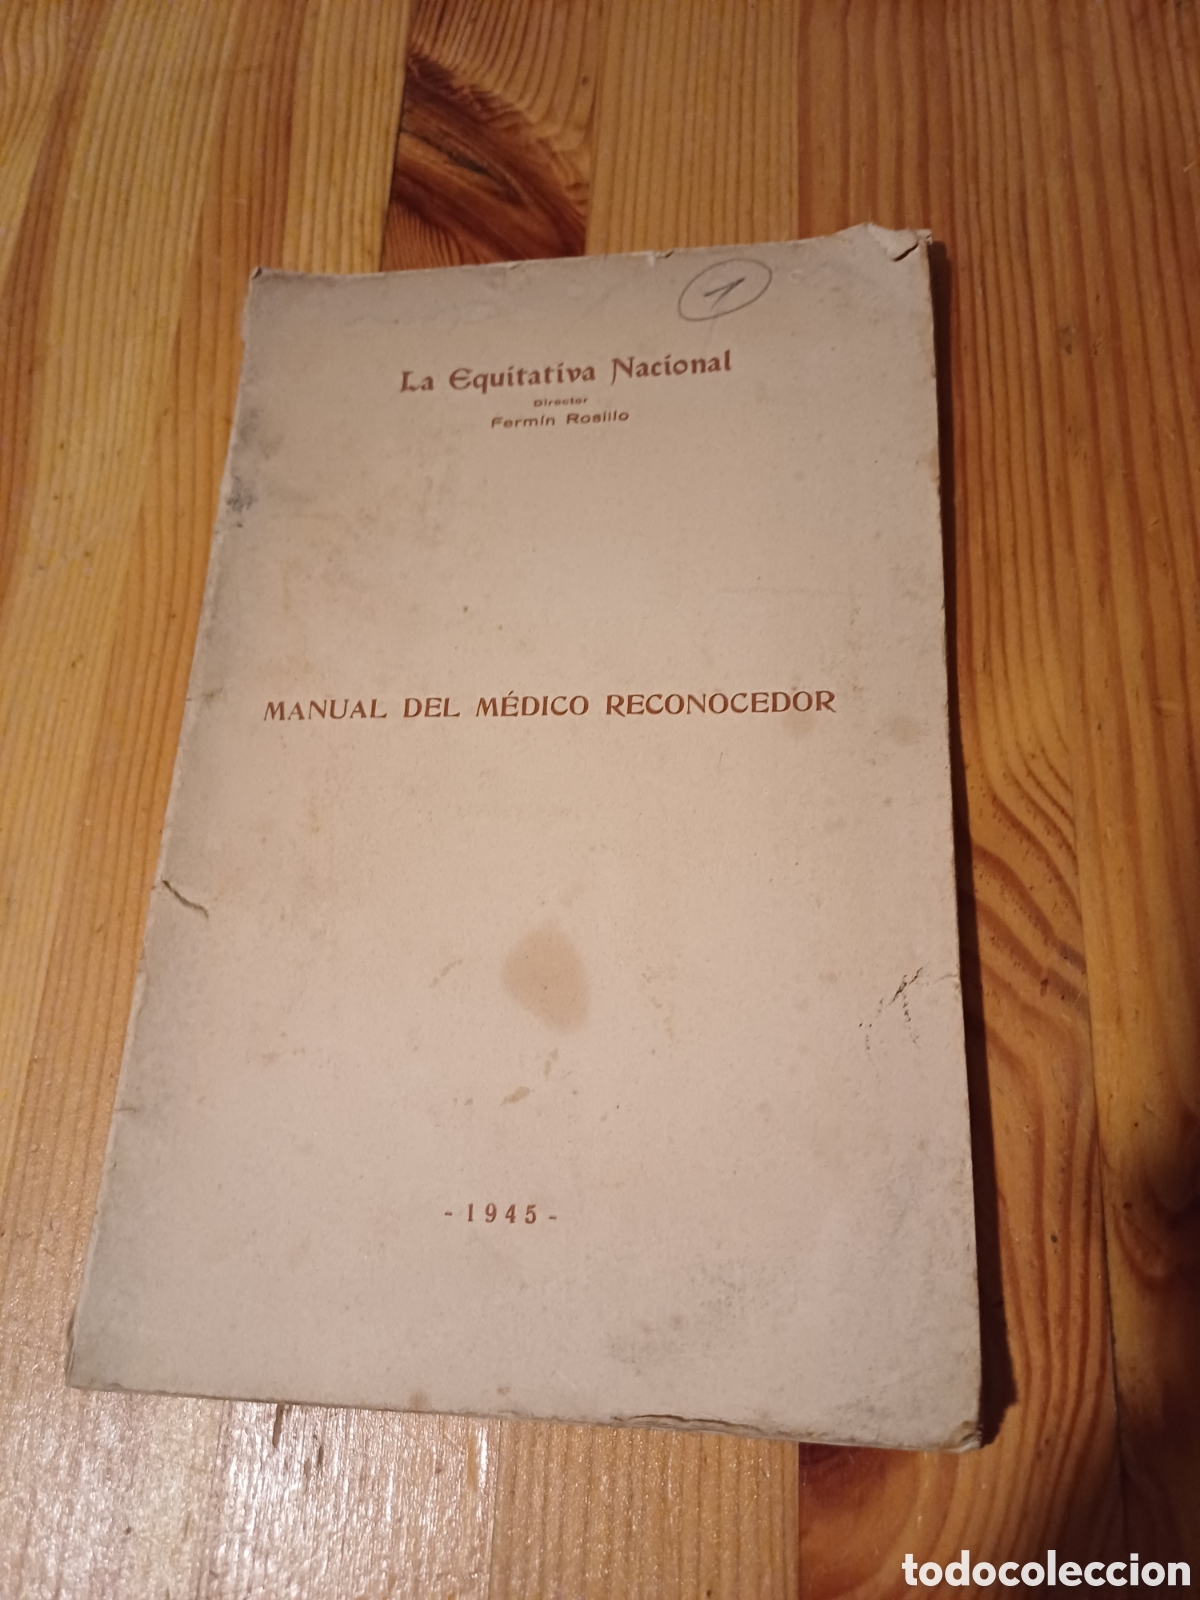 1
La Equitativa Nacional
Director
Fermín Rosillo
MANUAL DEL MÉDICO RECONOCEDOR
- 1945 -
todocoleccion